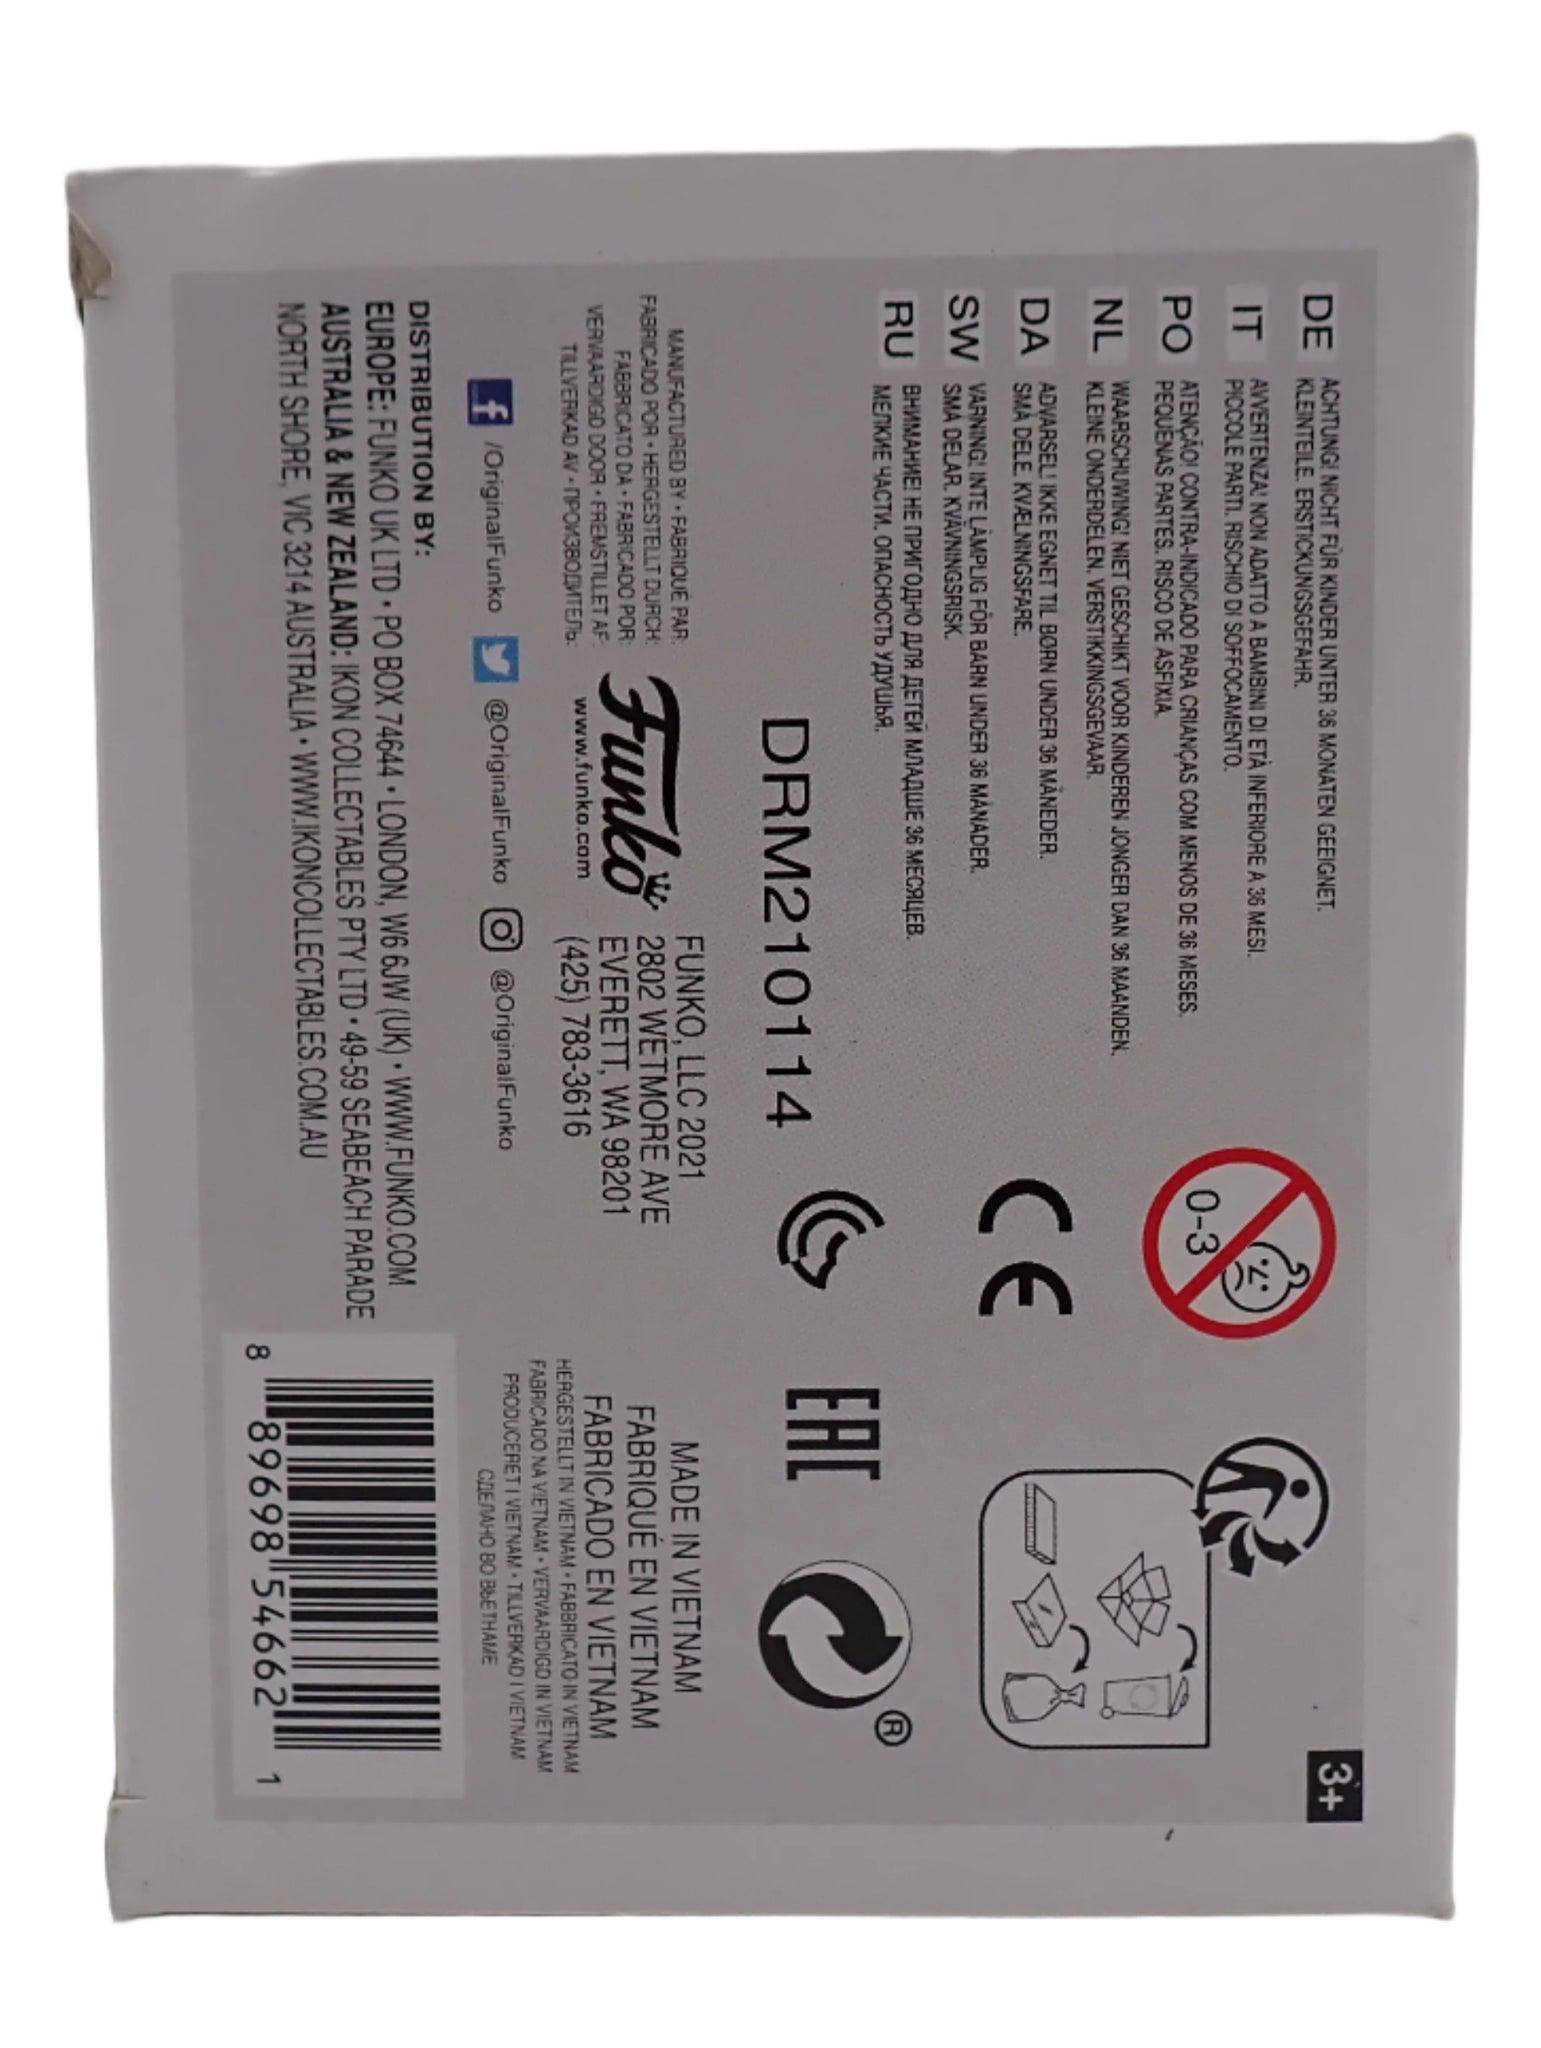 3+
DE ACHTUNG! NICHT FÜR KINDER UNTER 36 MONATEN GEEIGNET.
KLEINTEILE. ERSTICKUNGSGEFAHR.
IT AVVERTENZA! NON ADATTO A BAMBINI DI ETÀ INFERIORE A 36 MESI.
PICCOLE PARTI. RISCHIO DI SOFFOCAMENTO.
PO ATENÇÃO! CONTRA-INDICADO PARA CRIANÇAS COM MENOS DE 36 MESES.
PEQUENAS PARTES. RISCO DE ASFIXIA.
NL WAARSCHUWING! NIET GESCHIKT VOOR KINDEREN JONGER DAN 36 MAANDEN.
KLEINE ONDERDELEN. VERSTIKKINGSGEVAAR.
DA ADVARSEL! IKKE EGNET TIL BØRN UNDER 36 MÅNEDER.
SMÅ DELE. KVÆLNINGSFARE.
SW VARNING! INTE LÄMPLIG FÖR BARN UNDER 36 MÅNADER.
SMÅ DELAR. KVÄVNINGSRISK.
RU ВНИМАНИЕ! НЕ ПРИГОДНО ДЛЯ ДЕТЕЙ МЛАДШЕ 36 МЕСЯЦЕВ.
МЕЛКИЕ ЧАСТИ. ОПАСНОСТЬ УДУШЬЯ.
0-3
CE
DRM210114
EAC
®
MANUFACTURED BY • FABRIQUÉ PAR:
FABRICADO POR • HERGESTELLT DURCH:
FABBRICATO DA • FABRICADO POR:
VERVAARDIGD DOOR • FREMSTILLET AF:
TILLVERKAD AV • ПРОИЗВОДИТЕЛЬ:
Funko
www.funko.com
FUNKO, LLC 2021
2802 WETMORE AVE
EVERETT, WA 98201
(425) 783-3616
MADE IN VIETNAM
FABRIQUÉ EN VIETNAM
FABRICADO EN VIETNAM
HERGESTELLT IN VIETNAM • FABBRICATO IN VIETNAM
FABRICADO NA VIETNAM • VERVAARDIGD IN VIETNAM
PRODUCERET I VIETNAM • TILLVERKAD I VIETNAM
СДЕЛАНО ВО ВЬЕТНАМЕ
f /OriginalFunko @OriginalFunko @OriginalFunko
DISTRIBUTION BY:
EUROPE: FUNKO UK LTD • PO BOX 74644 • LONDON, W6 6JW (UK) • WWW.FUNKO.COM
AUSTRALIA & NEW ZEALAND: IKON COLLECTABLES PTY LTD • 49-59 SEABEACH PARADE
NORTH SHORE, VIC 3214 AUSTRALIA • WWW.IKONCOLLECTABLES.COM.AU
8 89698 54662 1